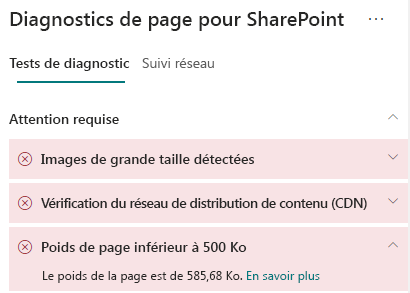 Diagnostics de page pour SharePoint ...
Tests de diagnostic Suivi réseau
Attention requise
Images de grande taille détectées
Vérification du réseau de distribution de contenu (CDN)
Poids de page inférieur à 500 Ko
Le poids de la page est de 585,68 Ko. En savoir plus